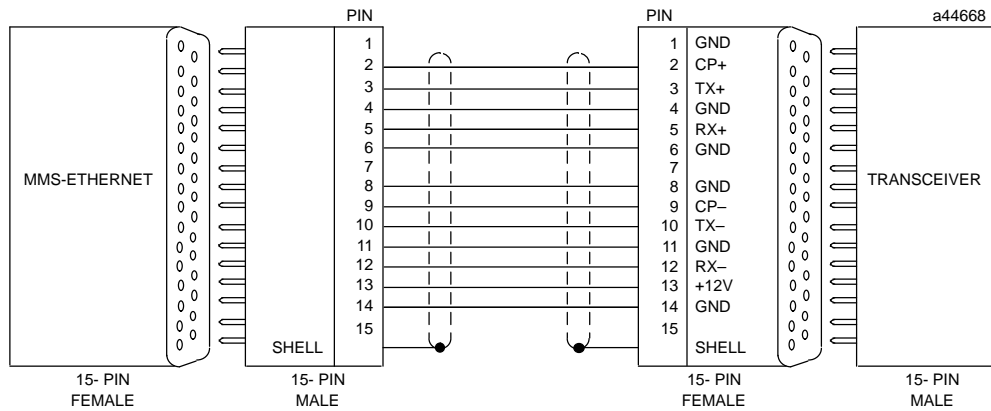 PIN PIN a44668
1 1 GND
2 2 CP+
3 3 TX+
4 4 GND
5 5 RX+
6 6 GND
7 7
MMS-ETHERNET TRANSCEIVER
8 8 GND
9 9 CP–
10 10 TX–
11 11 GND
12 12 RX–
13 13 +12V
14 14 GND
15 15
SHELL SHELL
15- PIN 15- PIN 15- PIN 15- PIN
FEMALE MALE FEMALE MALE